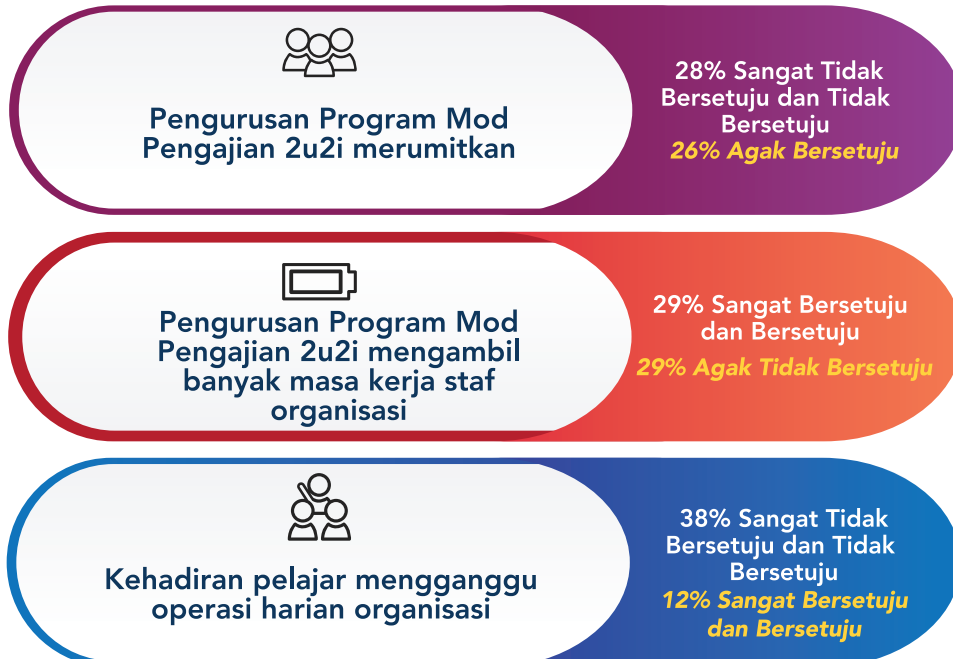 Pengurusan Program Mod
Pengajian 2u2i merumitkan
28% Sangat Tidak
Bersetuju dan Tidak
Bersetuju
26% Agak Bersetuju
Pengurusan Program Mod
Pengajian 2u2i mengambil
banyak masa kerja staf
organisasi
29% Sangat Bersetuju
dan Bersetuju
29% Agak Tidak Bersetuju
Kehadiran pelajar mengganggu
operasi harian organisasi
38% Sangat Tidak
Bersetuju dan Tidak
Bersetuju
12% Sangat Bersetuju
dan Bersetuju